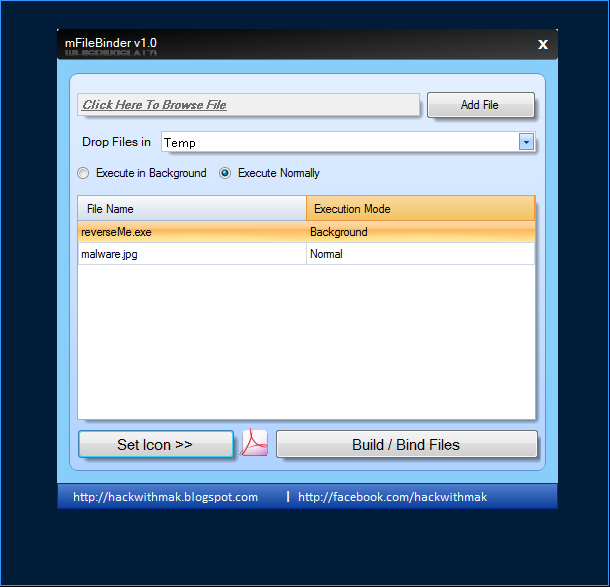 mFileBinder v1.0
x
Click Here To Browse File
Add File
Drop Files in
Temp
Execute in Background
Execute Normally
File Name
Execution Mode
reverseMe.exe
Background
malware.jpg
Normal
Set Icon >>
Build / Bind Files
http://hackwithmak.blogspot.com | http://facebook.com/hackwithmak